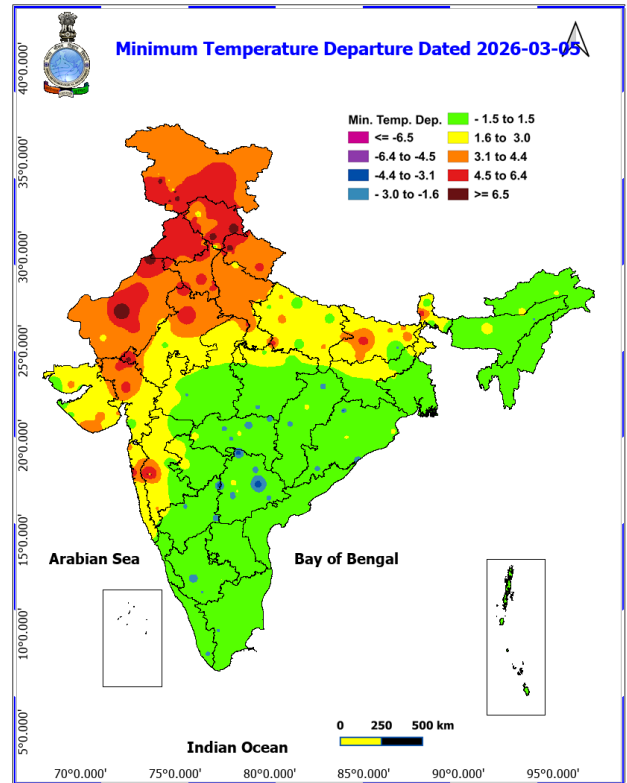 Minimum Temperature Departure Dated 2026-03-05
Min. Temp. Dep.
<= -6.5
-6.4 to -4.5
-4.4 to -3.1
- 3.0 to -1.6
- 1.5 to 1.5
1.6 to 3.0
3.1 to 4.4
4.5 to 6.4
>= 6.5
40°0.000'
35°0.000'
30°0.000'
25°0.000'
20°0.000'
15°0.000'
10°0.000'
5°0.000'
Arabian Sea
Bay of Bengal
0 250 500 km
Indian Ocean
70°0.000' 75°0.000' 80°0.000' 85°0.000' 90°0.000' 95°0.000'